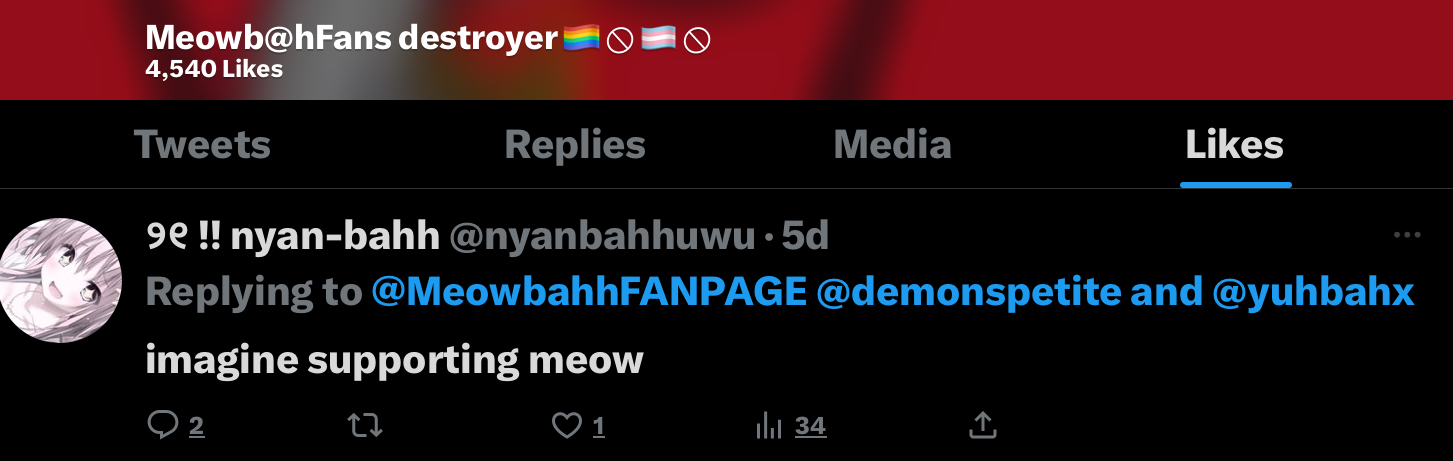 Meowb@hFans destroyer🏳️‍🌈🚫🏳️‍⚧️🚫
4,540 Likes
Tweets Replies Media Likes
୨୧ !! nyan-bahh @nyanbahhuwu · 5d
Replying to @MeowbahhFANPAGE @demonspetite and @yuhbahx
imagine supporting meow
2 1 34